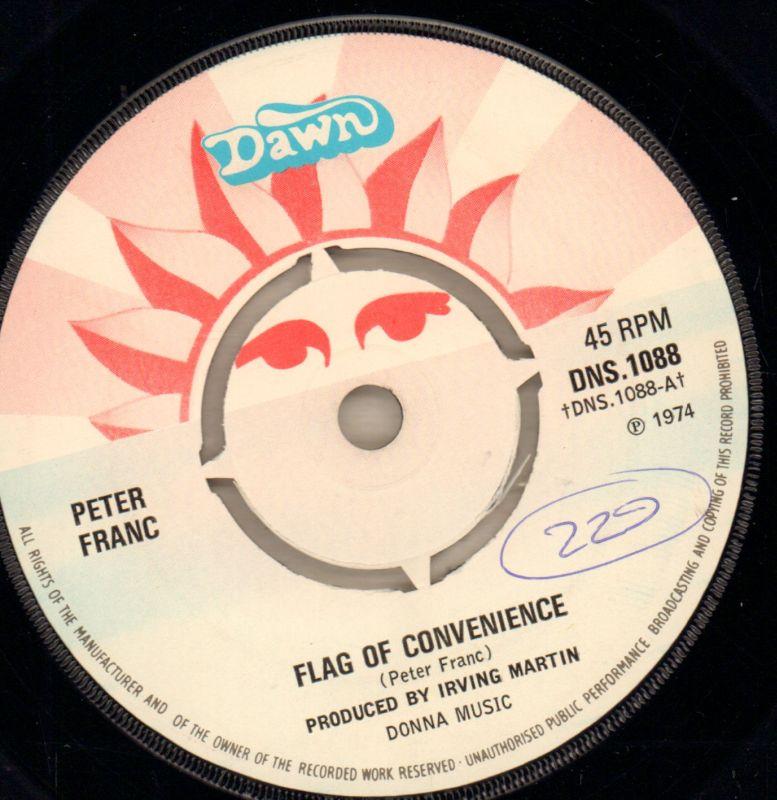 Dawn
45 RPM
DNS.1088
†DNS.1088-A†
℗ 1974
PETER
FRANC
220
FLAG OF CONVENIENCE
(Peter Franc)
PRODUCED BY IRVING MARTIN
DONNA MUSIC
ALL RIGHTS OF THE MANUFACTURER AND OF THE OWNER OF THE RECORDED WORK RESERVED · UNAUTHORISED PUBLIC PERFORMANCE BROADCASTING AND COPYING OF THIS RECORD PROHIBITED